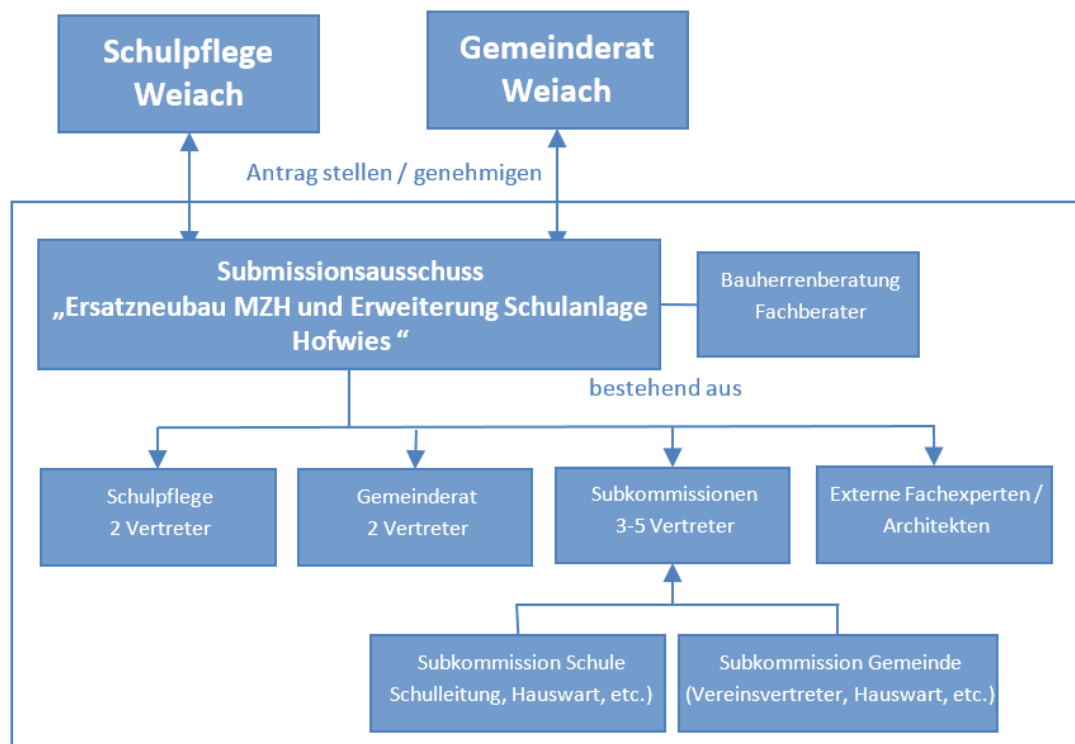 Schulpflege
Weiach
Gemeinderat
Weiach
Antrag stellen / genehmigen
Submissionsausschuss
„Ersatzneubau MZH und Erweiterung Schulanlage
Hofwies “
Bauherrenberatung
Fachberater
bestehend aus
Schulpflege
2 Vertreter
Gemeinderat
2 Vertreter
Subkommissionen
3-5 Vertreter
Externe Fachexperten /
Architekten
Subkommission Schule
Schulleitung, Hauswart, etc.)
Subkommission Gemeinde
(Vereinsvertreter, Hauswart, etc.)